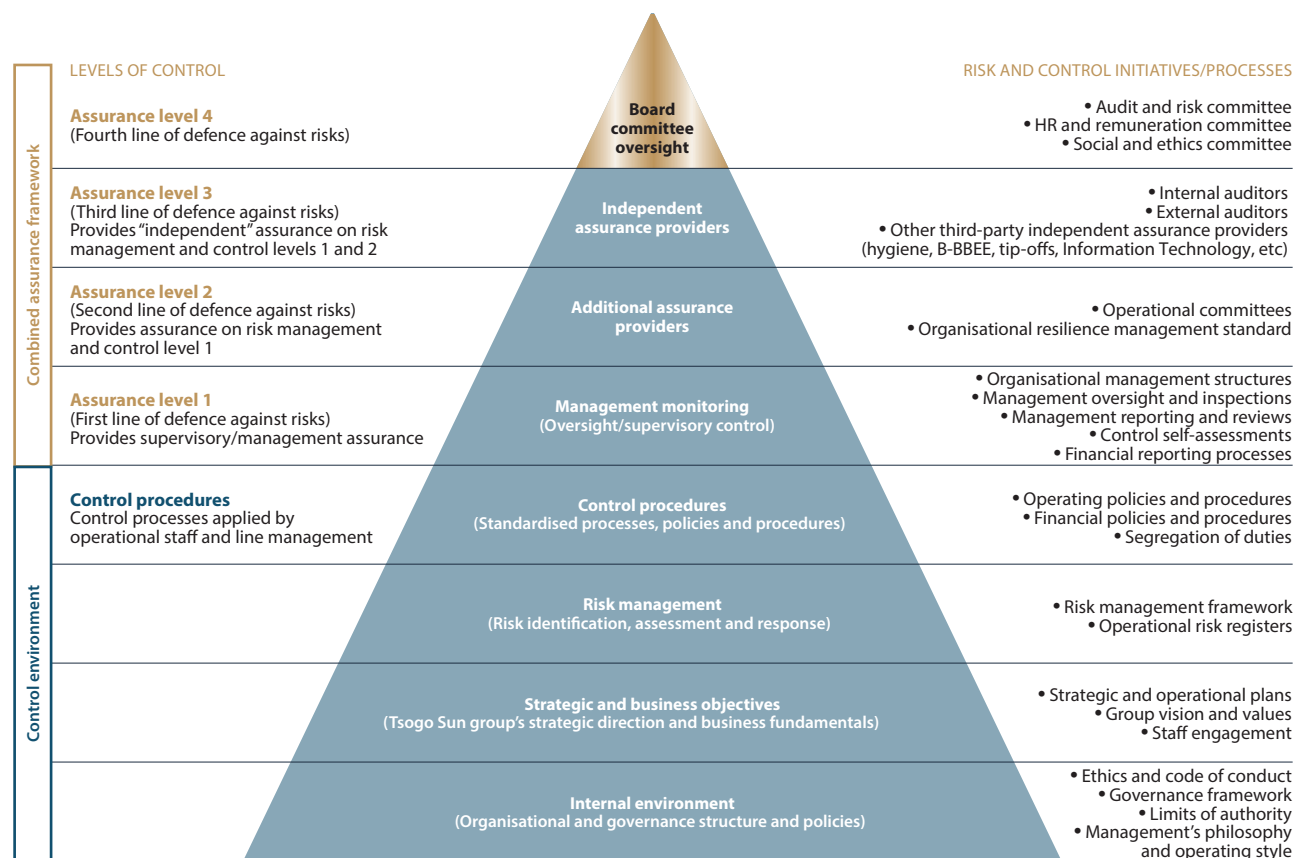 LEVELS OF CONTROL
RISK AND CONTROL INITIATIVES/PROCESSES
Combined assurance framework
Assurance level 4
(Fourth line of defence against risks)
Board
committee
oversight
• Audit and risk committee
• HR and remuneration committee
• Social and ethics committee
Assurance level 3
(Third line of defence against risks)
Provides “independent” assurance on risk
management and control levels 1 and 2
Independent
assurance providers
• Internal auditors
• External auditors
• Other third-party independent assurance providers
(hygiene, B-BBEE, tip-offs, Information Technology, etc)
Assurance level 2
(Second line of defence against risks)
Provides assurance on risk management
and control level 1
Additional assurance
providers
• Operational committees
• Organisational resilience management standard
Assurance level 1
(First line of defence against risks)
Provides supervisory/management assurance
Management monitoring
(Oversight/supervisory control)
• Organisational management structures
• Management oversight and inspections
• Management reporting and reviews
• Control self-assessments
• Financial reporting processes
Control environment
Control procedures
Control processes applied by
operational staff and line management
Control procedures
(Standardised processes, policies and procedures)
• Operating policies and procedures
• Financial policies and procedures
• Segregation of duties
Risk management
(Risk identification, assessment and response)
• Risk management framework
• Operational risk registers
Strategic and business objectives
(Tsogo Sun group’s strategic direction and business fundamentals)
• Strategic and operational plans
• Group vision and values
• Staff engagement
Internal environment
(Organisational and governance structure and policies)
• Ethics and code of conduct
• Governance framework
• Limits of authority
• Management’s philosophy
and operating style